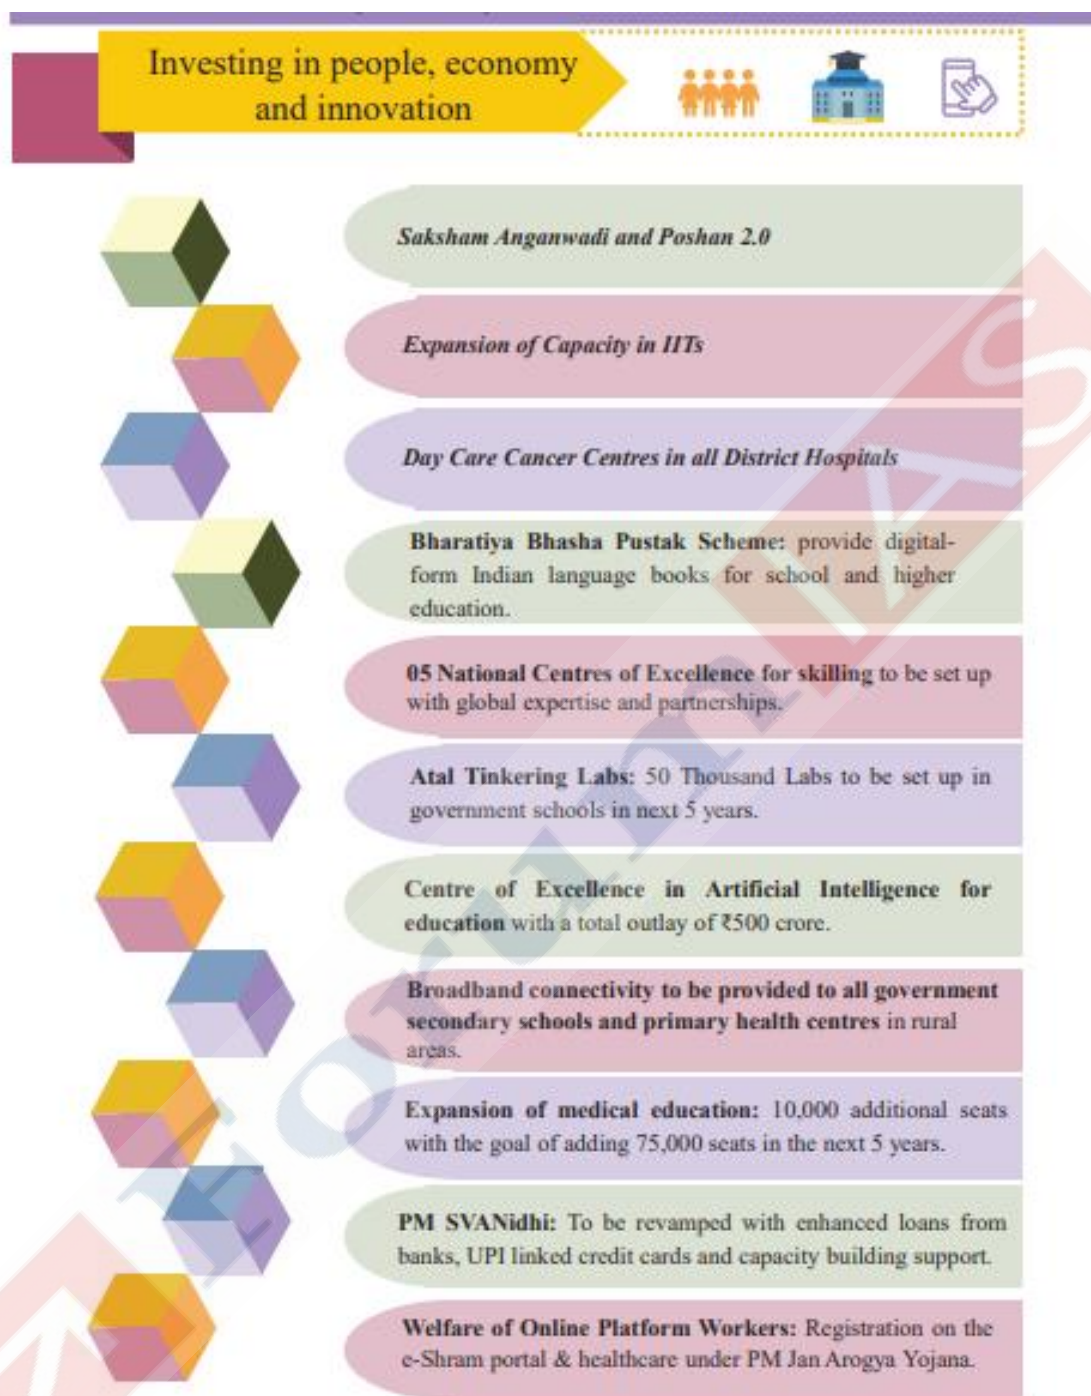 Investing in people, economy
and innovation
Saksham Anganwadi and Poshan 2.0
Expansion of Capacity in IITs
Day Care Cancer Centres in all District Hospitals
Bharatiya Bhasha Pustak Scheme: provide digital-
form Indian language books for school and higher
education.
05 National Centres of Excellence for skilling to be set up
with global expertise and partnerships.
Atal Tinkering Labs: 50 Thousand Labs to be set up in
government schools in next 5 years.
Centre of Excellence in Artificial Intelligence for
education with a total outlay of ₹500 crore.
Broadband connectivity to be provided to all government
secondary schools and primary health centres in rural
areas.
Expansion of medical education: 10,000 additional seats
with the goal of adding 75,000 seats in the next 5 years.
PM SVANidhi: To be revamped with enhanced loans from
banks, UPI linked credit cards and capacity building support.
Welfare of Online Platform Workers: Registration on the
e-Shram portal & healthcare under PM Jan Arogya Yojana.
Forum IAS